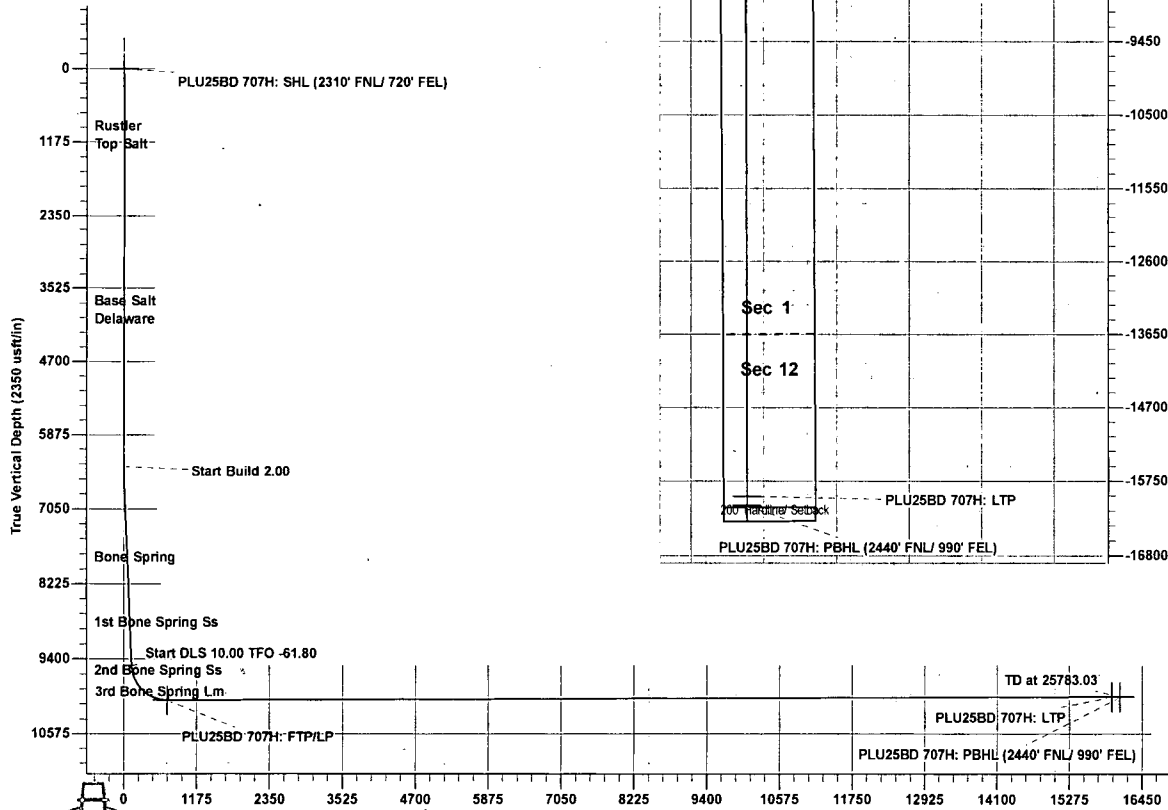 True Vertical Depth (2350 usft/in)
0
1175
2350
3525
4700
5875
7050
8225
9400
10575
PLU25BD 707H: SHL (2310' FNL/ 720' FEL)
Rustler
Top Salt
Base Salt
Delaware
Start Build 2.00
Bone Spring
1st Bone Spring Ss
Start DLS 10.00 TFO -61.80
2nd Bone Spring Ss
3rd Bone Spring Lm
PLU25BD 707H: FTP/LP
TD at 25783.03
PLU25BD 707H: LTP
PLU25BD 707H: PBHL (2440' FNL/ 990' FEL)
0 1175 2350 3525 4700 5875 7050 8225 9400 10575 11750 12925 14100 15275 16450
-9450
-10500
-11550
-12600
-13650
-14700
-15750
-16800
Sec 1
Sec 12
PLU25BD 707H: LTP
200' Hardline/ Setback
PLU25BD 707H: PBHL (2440' FNL/ 990' FEL)